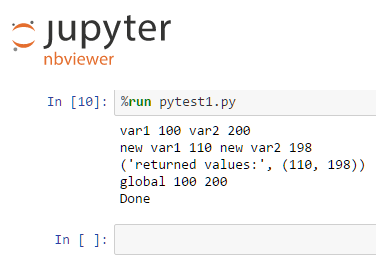 jupyter
nbviewer
In [10]: %run pytest1.py
var1 100 var2 200
new var1 110 new var2 198
('returned values:', (110, 198))
global 100 200
Done
In [ ]: